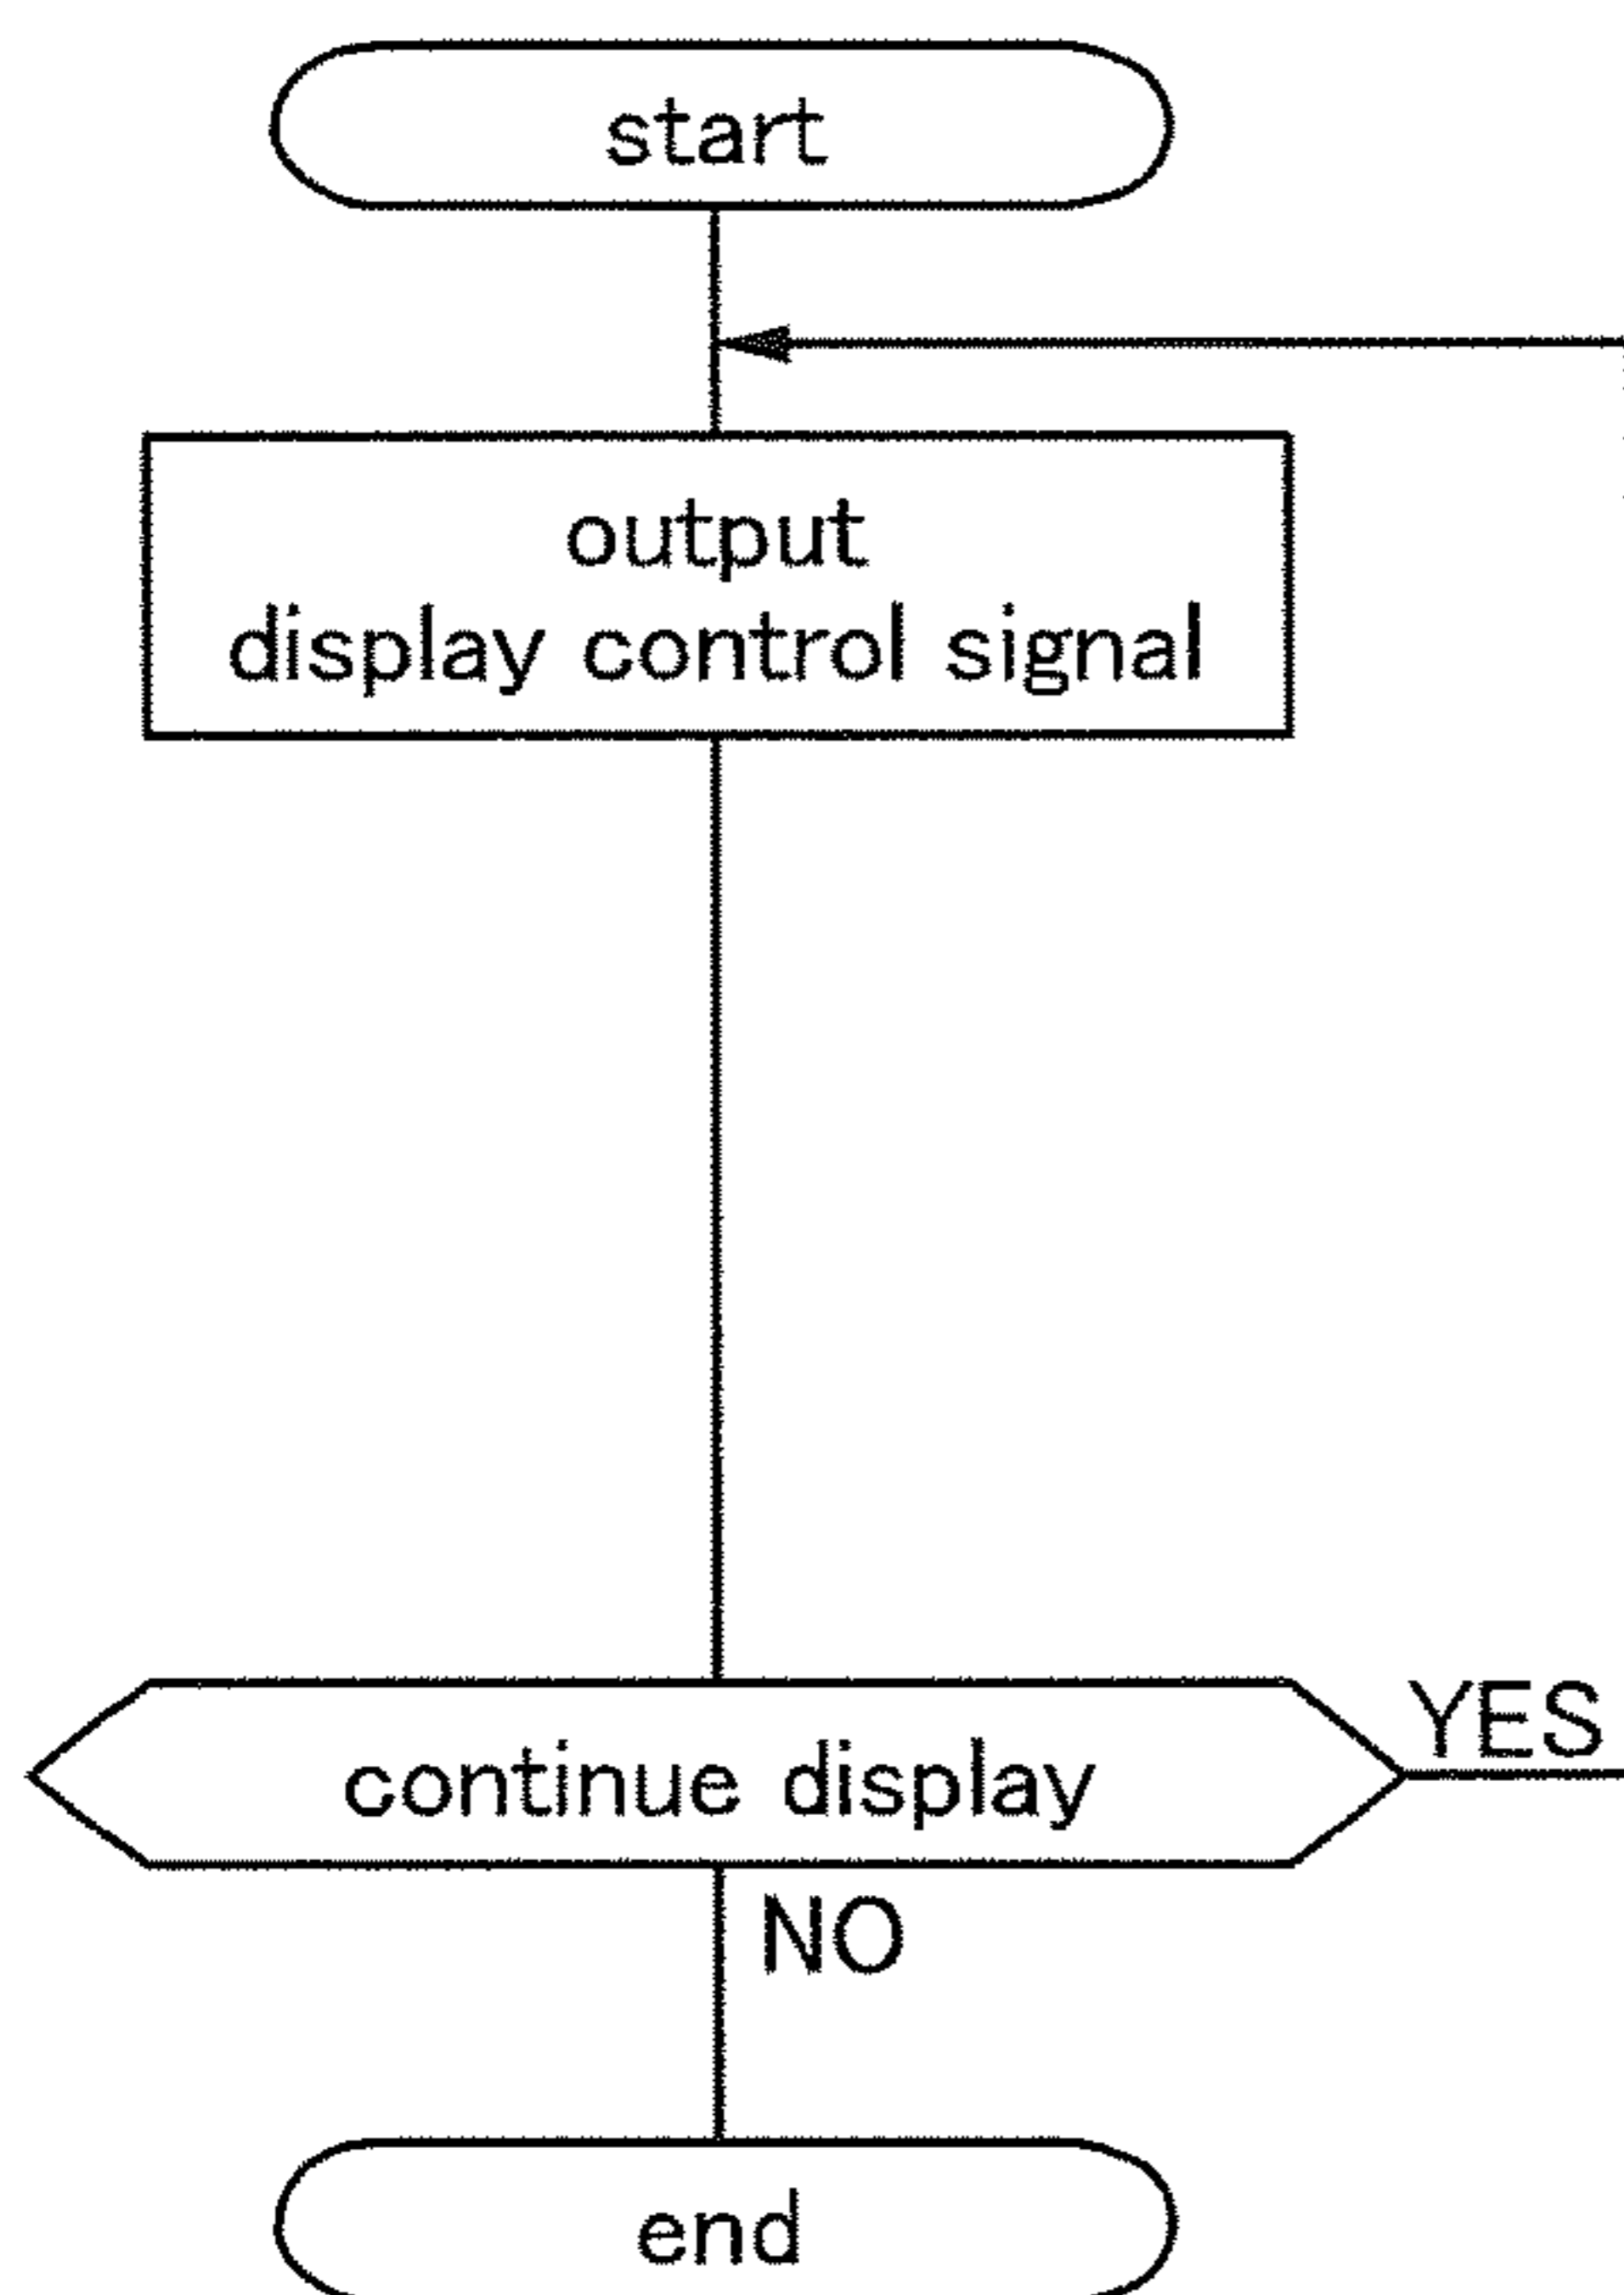 start
output
display control signal
continue display
YES
NO
end